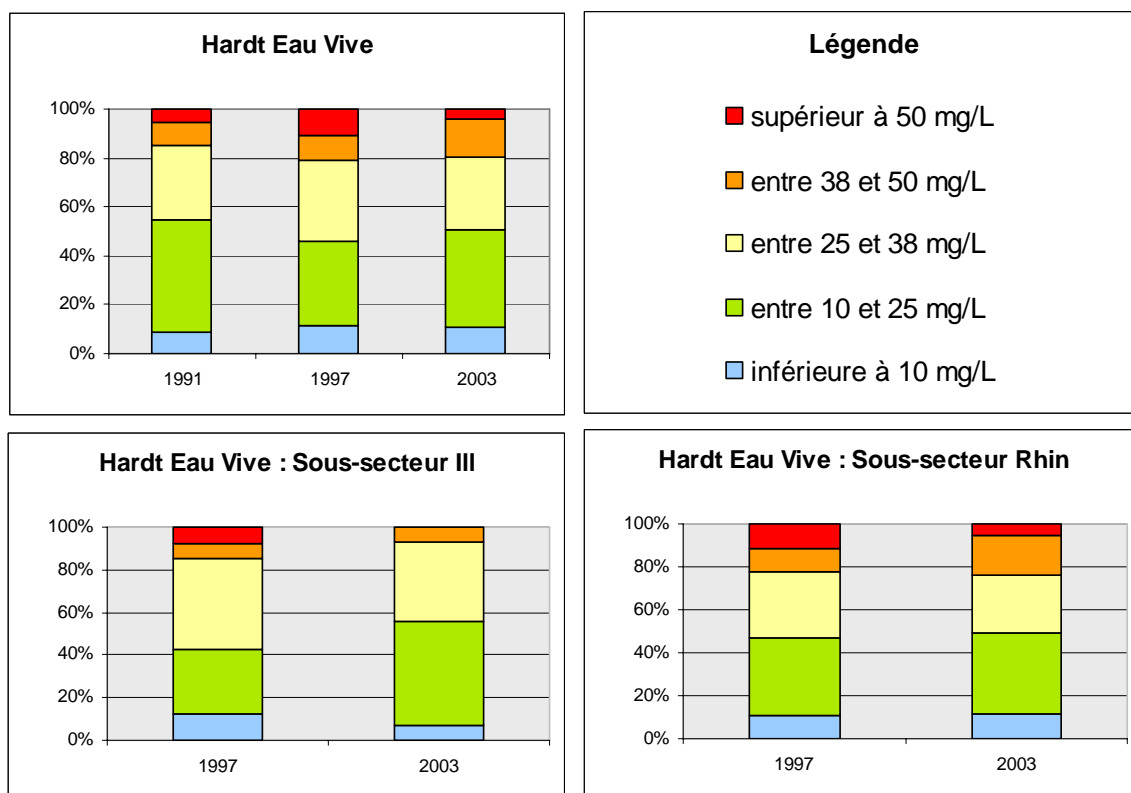 Hardt Eau Vive
100%
80%
60%
40%
20%
0%
1991 1997 2003
Légende
supérieur à 50 mg/L
entre 38 et 50 mg/L
entre 25 et 38 mg/L
entre 10 et 25 mg/L
inférieure à 10 mg/L
Hardt Eau Vive : Sous-secteur Ill
100%
80%
60%
40%
20%
0%
1997 2003
Hardt Eau Vive : Sous-secteur Rhin
100%
80%
60%
40%
20%
0%
1997 2003